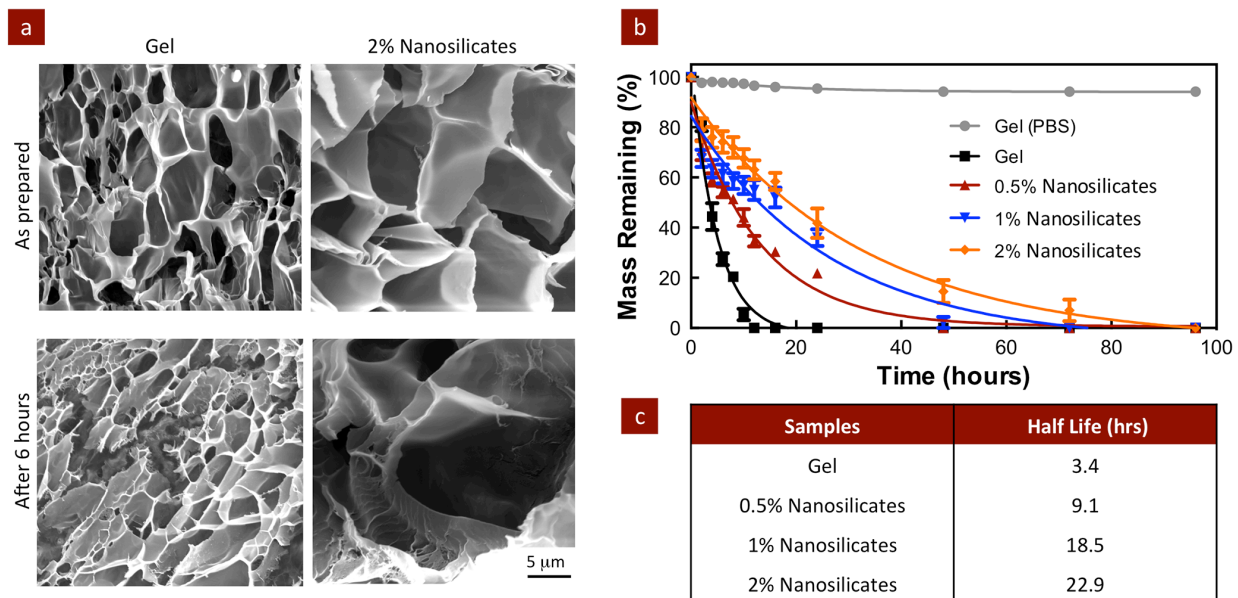 a
Gel
2% Nanosilicates
As prepared
After 6 hours
5 μm
b
Mass Remaining (%)
100
80
60
40
20
0
0
20
40
60
80
100
Time (hours)
Gel (PBS)
Gel
0.5% Nanosilicates
1% Nanosilicates
2% Nanosilicates
c
Samples Half Life (hrs)
Gel 3.4
0.5% Nanosilicates 9.1
1% Nanosilicates 18.5
2% Nanosilicates 22.9